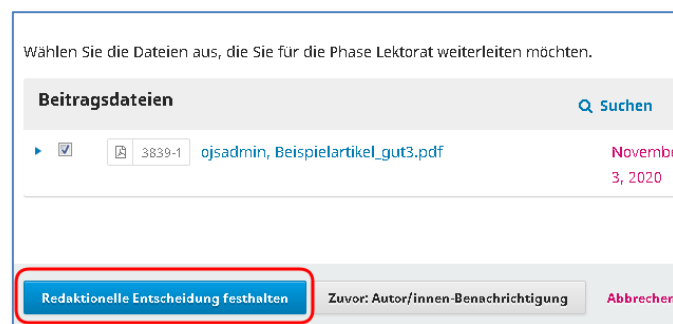 Wählen Sie die Dateien aus, die Sie für die Phase Lektorat weiterleiten möchten.
Beitragsdateien
Suchen
3839-1 ojsadmin, Beispielartikel_gut3.pdf
Novembe
3, 2020
Redaktionelle Entscheidung festhalten Zuvor: Autor/innen-Benachrichtigung Abbrechen